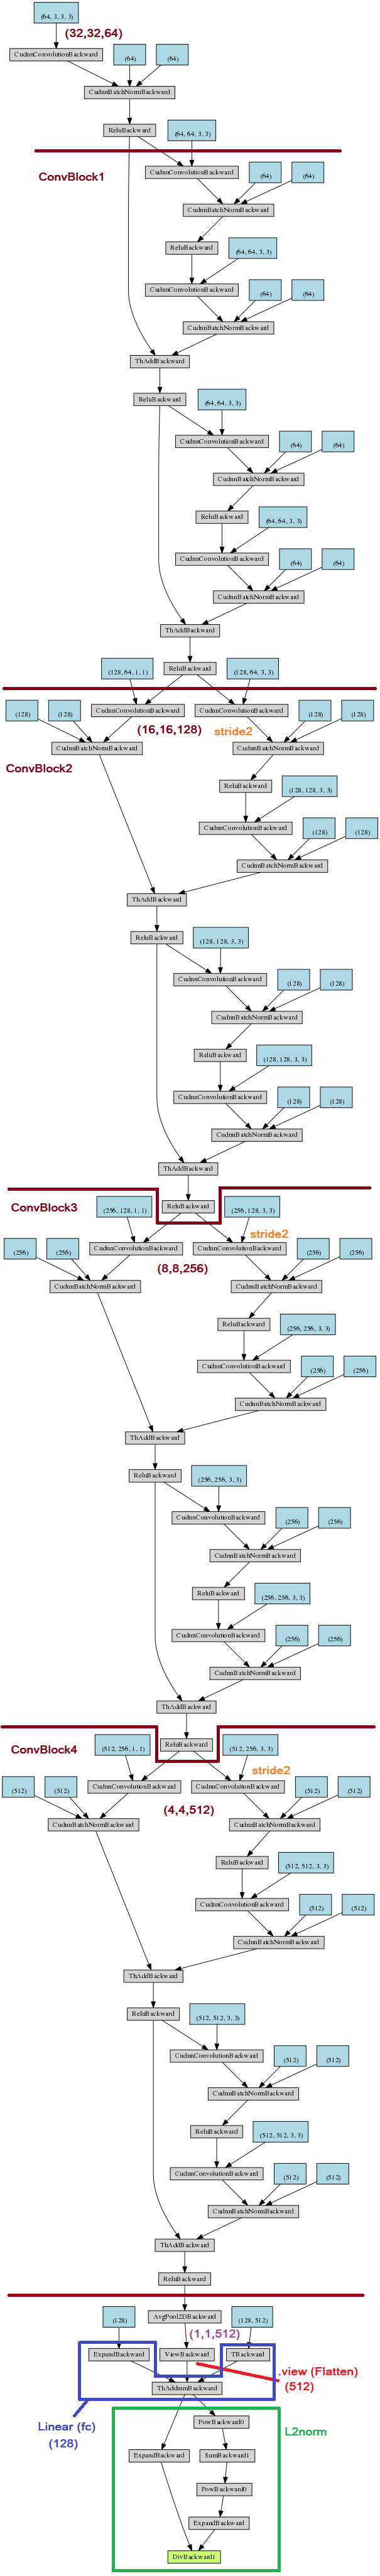 (64, 3, 3, 3)
(32,32,64)
CudnnConvolutionBackward
(64)
(64)
CudnnBatchNormBackward
ReluBackward
(64, 64, 3, 3)
ConvBlock1
CudnnConvolutionBackward
(64)
(64)
CudnnBatchNormBackward
ReluBackward
(64, 64, 3, 3)
CudnnConvolutionBackward
(64)
(64)
CudnnBatchNormBackward
ThAddBackward
ReluBackward
(64, 64, 3, 3)
CudnnConvolutionBackward
(64)
(64)
CudnnBatchNormBackward
ReluBackward
(64, 64, 3, 3)
CudnnConvolutionBackward
(64)
(64)
CudnnBatchNormBackward
ThAddBackward
(128, 64, 1, 1)
ReluBackward
(128, 64, 3, 3)
CudnnConvolutionBackward
CudnnConvolutionBackward
(128)
(128)
(16,16,128)
stride2
(128)
(128)
CudnnBatchNormBackward
CudnnBatchNormBackward
ConvBlock2
ReluBackward
(128, 128, 3, 3)
CudnnConvolutionBackward
(128)
(128)
CudnnBatchNormBackward
ThAddBackward
ReluBackward
(128, 128, 3, 3)
CudnnConvolutionBackward
(128)
(128)
CudnnBatchNormBackward
ReluBackward
(128, 128, 3, 3)
CudnnConvolutionBackward
(128)
(128)
CudnnBatchNormBackward
ThAddBackward
ConvBlock3
(256, 128, 1, 1)
ReluBackward
(256, 128, 3, 3)
stride2
CudnnConvolutionBackward
CudnnConvolutionBackward
(256)
(256)
(8,8,256)
(256)
(256)
CudnnBatchNormBackward
CudnnBatchNormBackward
ReluBackward
(256, 256, 3, 3)
CudnnConvolutionBackward
(256)
(256)
CudnnBatchNormBackward
ThAddBackward
ReluBackward
(256, 256, 3, 3)
CudnnConvolutionBackward
(256)
(256)
CudnnBatchNormBackward
ReluBackward
(256, 256, 3, 3)
CudnnConvolutionBackward
(256)
(256)
CudnnBatchNormBackward
ThAddBackward
ConvBlock4
(512, 256, 1, 1)
ReluBackward
(512, 256, 3, 3)
stride2
CudnnConvolutionBackward
CudnnConvolutionBackward
(512)
(512)
(4,4,512)
(512)
(512)
CudnnBatchNormBackward
CudnnBatchNormBackward
ReluBackward
(512, 512, 3, 3)
CudnnConvolutionBackward
(512)
(512)
CudnnBatchNormBackward
ThAddBackward
ReluBackward
(512, 512, 3, 3)
CudnnConvolutionBackward
(512)
(512)
CudnnBatchNormBackward
ReluBackward
(512, 512, 3, 3)
CudnnConvolutionBackward
(512)
(512)
CudnnBatchNormBackward
ThAddBackward
ReluBackward
AvgPool2DBackward
(128)
(1,1,512)
(128, 512)
ExpandBackward
ViewBackward
TBackward
.view (Flatten)
(512)
ThAddmmBackward
Linear (fc)
(128)
PowBackward0
L2norm
ExpandBackward
SumBackward1
PowBackward0
ExpandBackward
DivBackward1